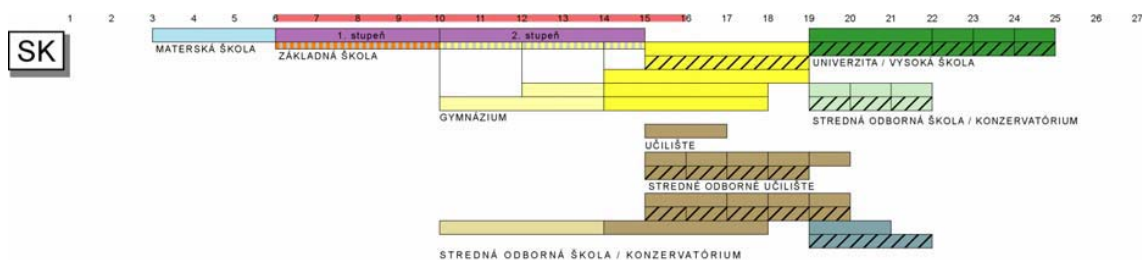 1 2 3 4 5 6 7 8 9 10 11 12 13 14 15 16 17 18 19 20 21 22 23 24 25 26 27
SK
1. stupeň 2. stupeň
MATERSKÁ ŠKOLA ZÁKLADNÁ ŠKOLA UNIVERZITA / VYSOKÁ ŠKOLA
GYMNÁZIUM STREDNÁ ODBORNÁ ŠKOLA / KONZERVATÓRIUM
UČILIŠTE
STREDNÉ ODBORNÉ UČILIŠTE
STREDNÁ ODBORNÁ ŠKOLA / KONZERVATÓRIUM